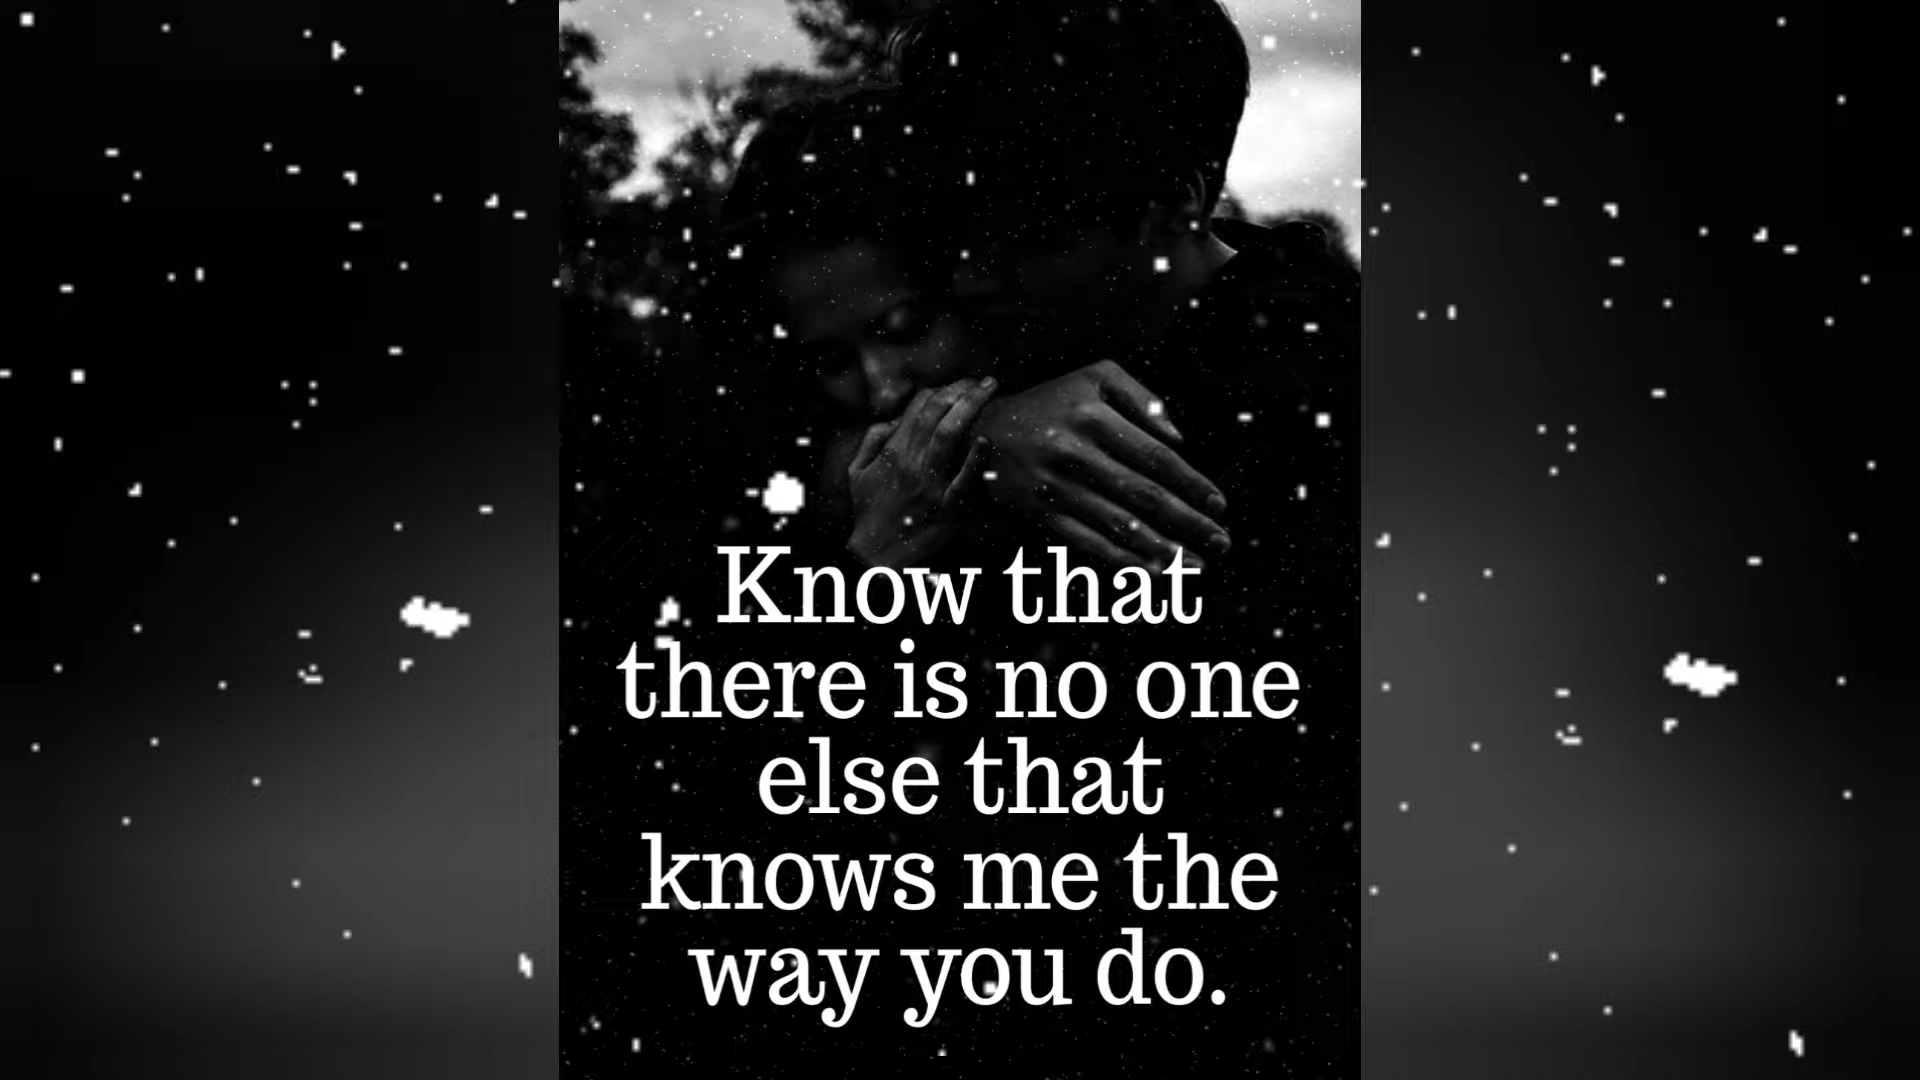 Know that
there is no one
else that
knows me the
way you do.